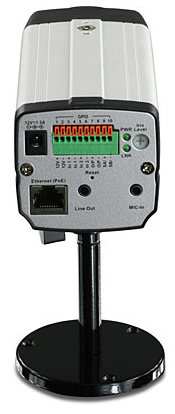 GPIO
12V⎓1.5A
1 2 3 4 5 6 7 8 9 10
Iris
Level
PWR
LNK
Reset
Ethernet (PoE)
Line Out
MIC-In